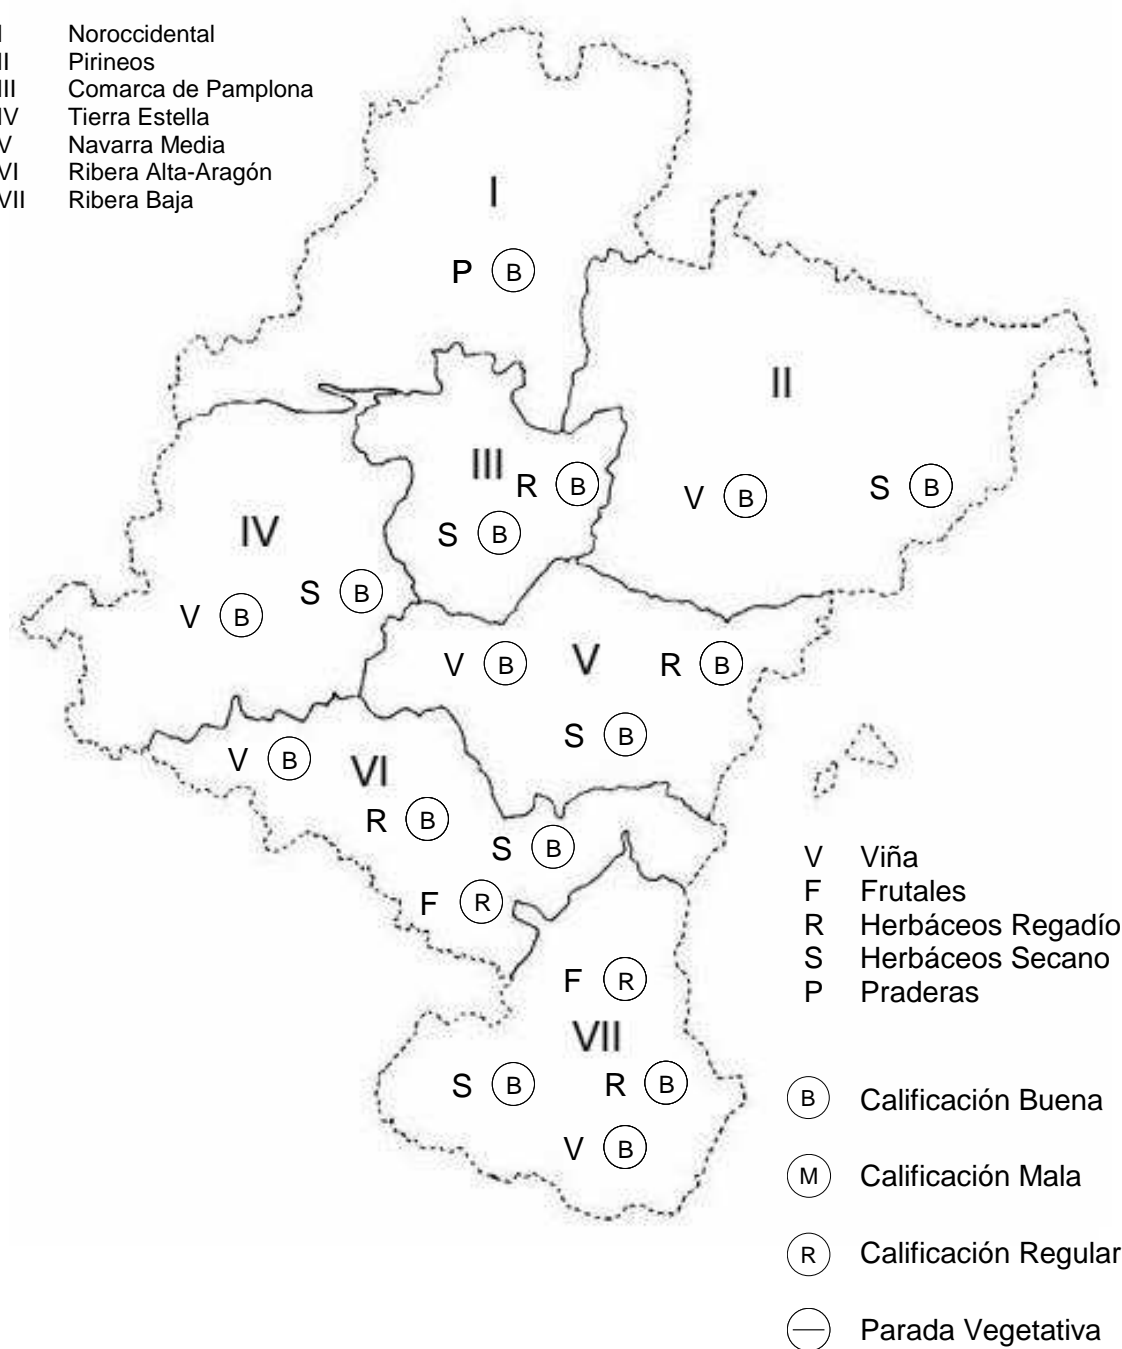 I Noroccidental
II Pirineos
III Comarca de Pamplona
IV Tierra Estella
V Navarra Media
VI Ribera Alta-Aragón
VII Ribera Baja
I
P B
II
V B S B
III
R B
S B
IV
S B
V B
V
V B R B
S B
VI
V B
R B
S B
F R
VII
F R
S B R B
V B
V Viña
F Frutales
R Herbáceos Regadío
S Herbáceos Secano
P Praderas
B Calificación Buena
M Calificación Mala
R Calificación Regular
Parada Vegetativa